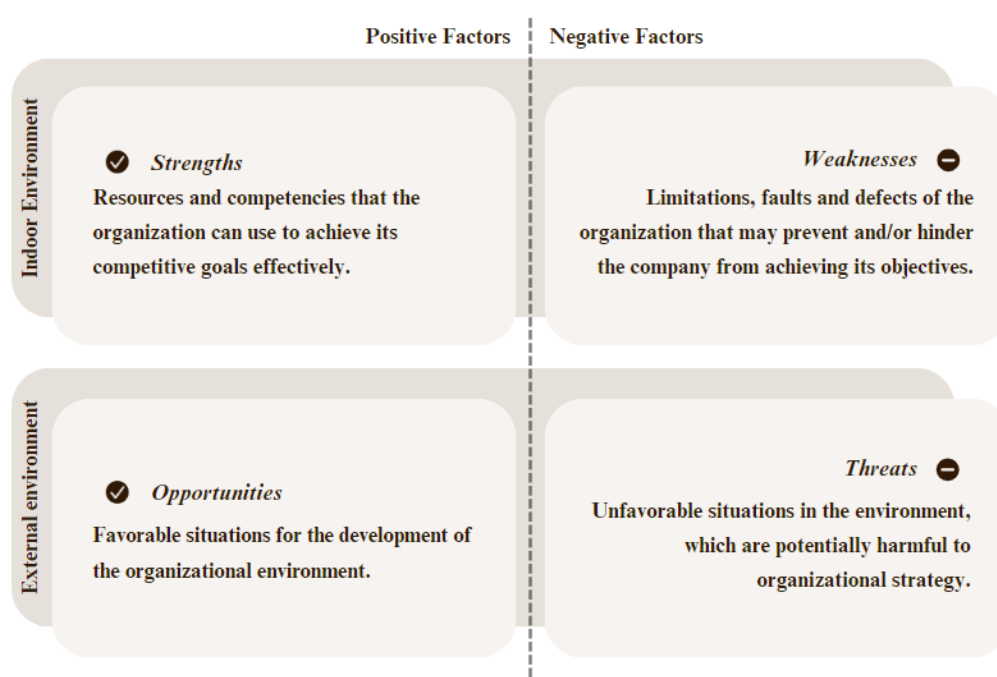 Positive Factors
Negative Factors
Indoor Environment
Strengths
Resources and competencies that the
organization can use to achieve its
competitive goals effectively.
Weaknesses
Limitations, faults and defects of the
organization that may prevent and/or hinder
the company from achieving its objectives.
External environment
Opportunities
Favorable situations for the development of
the organizational environment.
Threats
Unfavorable situations in the environment,
which are potentially harmful to
organizational strategy.